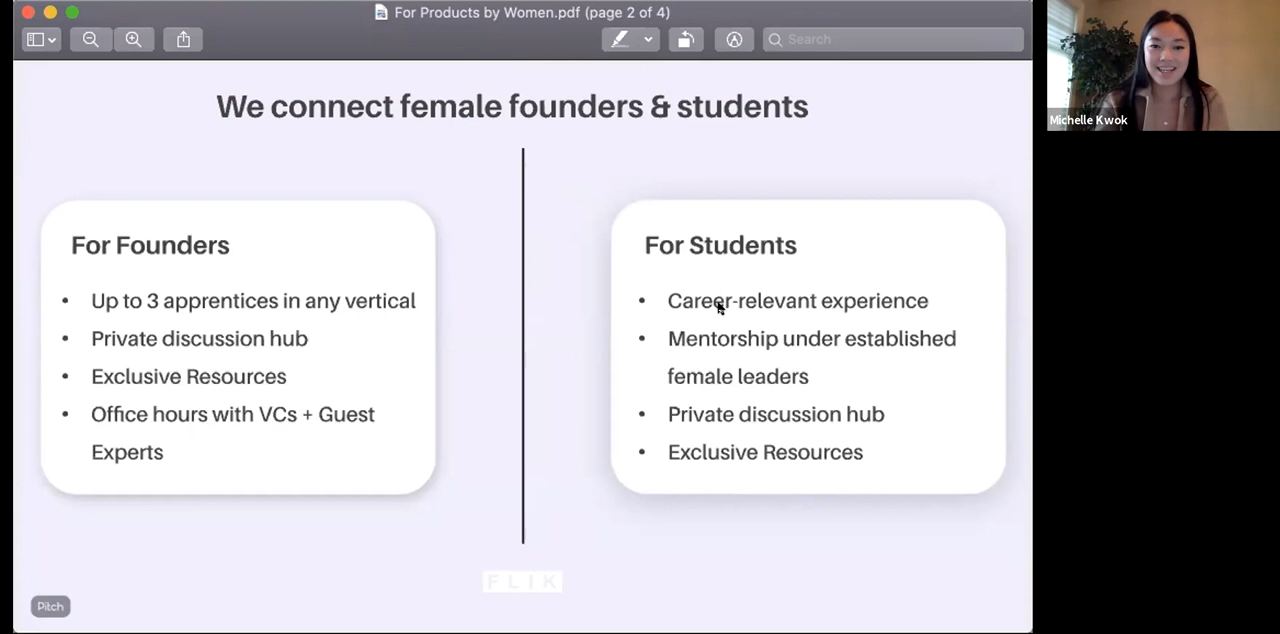 For Products by Women.pdf (page 2 of 4)
Search
We connect female founders & students
For Founders
• Up to 3 apprentices in any vertical
• Private discussion hub
• Exclusive Resources
• Office hours with VCs + Guest
Experts
For Students
• Career-relevant experience
• Mentorship under established
female leaders
• Private discussion hub
• Exclusive Resources
FLIK
Pitch
Michelle Kwok